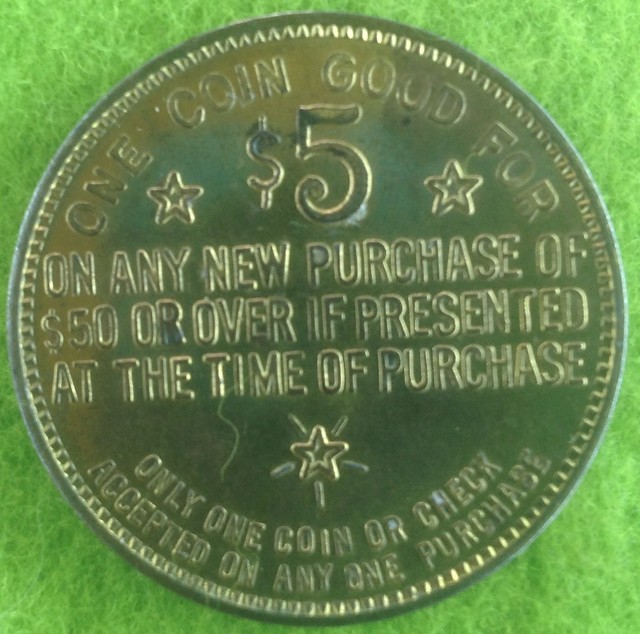 ONE COIN GOOD FOR
$5
ON ANY NEW PURCHASE OF
$50 OR OVER IF PRESENTED
AT THE TIME OF PURCHASE
ONLY ONE COIN OR CHECK
ACCEPTED ON ANY ONE PURCHASE